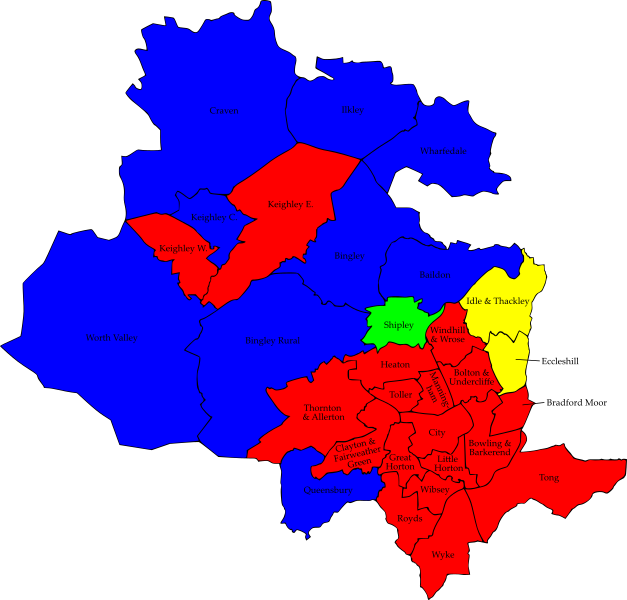 Craven
Ilkley
Wharfedale
Keighley E.
Keighley C.
Keighley W.
Bingley
Baildon
Idle & Thackley
Shipley
Windhill
& Wrose
Worth Valley
Bingley Rural
Eccleshill
Heaton
Bolton &
Undercliffe
Manning-
ham
Toller
Bradford Moor
Thornton
& Allerton
City
Bowling &
Barkerend
Clayton &
Fairweather
Green
Great
Horton
Little
Horton
Tong
Queensbury
Wibsey
Royds
Wyke